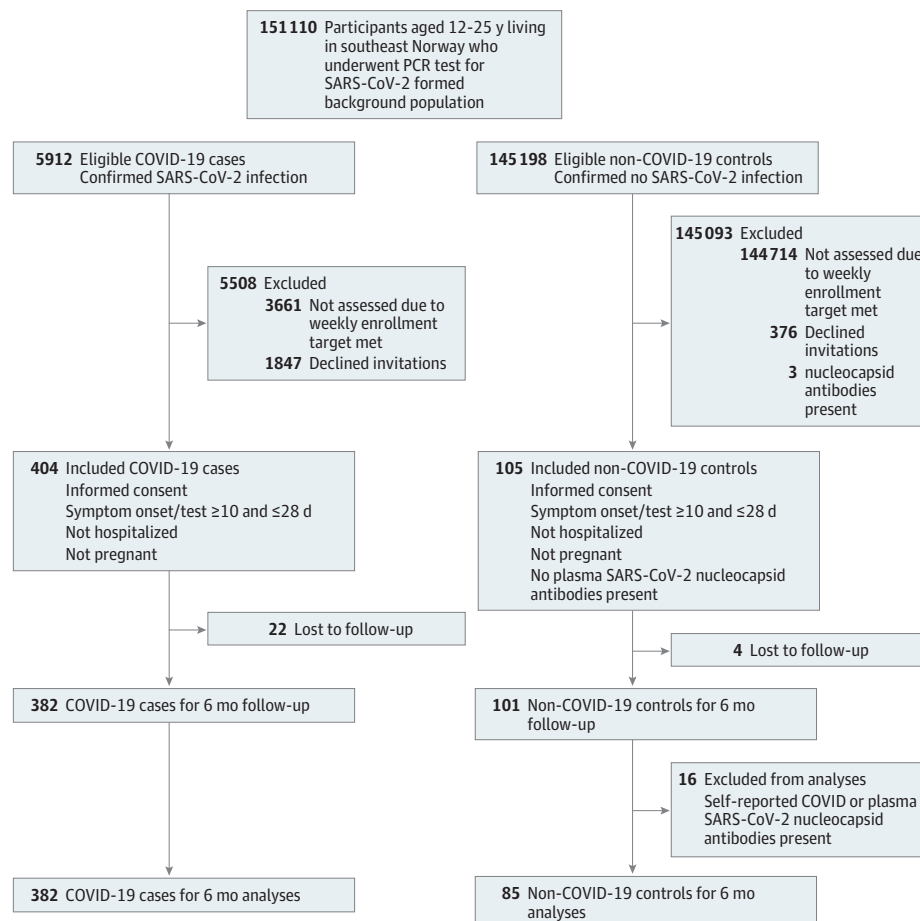 151110 Participants aged 12-25 y living
in southeast Norway who
underwent PCR test for
SARS-CoV-2 formed
background population
5912 Eligible COVID-19 cases
Confirmed SARS-CoV-2 infection
145198 Eligible non-COVID-19 controls
Confirmed no SARS-CoV-2 infection
5508 Excluded
3661 Not assessed due to
weekly enrollment
target met
1847 Declined invitations
145093 Excluded
144714 Not assessed due
to weekly
enrollment
target met
376 Declined
invitations
3 nucleocapsid
antibodies
present
404 Included COVID-19 cases
Informed consent
Symptom onset/test ≥10 and ≤28 d
Not hospitalized
Not pregnant
105 Included non-COVID-19 controls
Informed consent
Symptom onset/test ≥10 and ≤28 d
Not hospitalized
Not pregnant
No plasma SARS-CoV-2 nucleocapsid
antibodies present
22 Lost to follow-up
4 Lost to follow-up
382 COVID-19 cases for 6 mo follow-up
101 Non-COVID-19 controls for 6 mo
follow-up
16 Excluded from analyses
Self-reported COVID or plasma
SARS-CoV-2 nucleocapsid
antibodies present
382 COVID-19 cases for 6 mo analyses
85 Non-COVID-19 controls for 6 mo
analyses